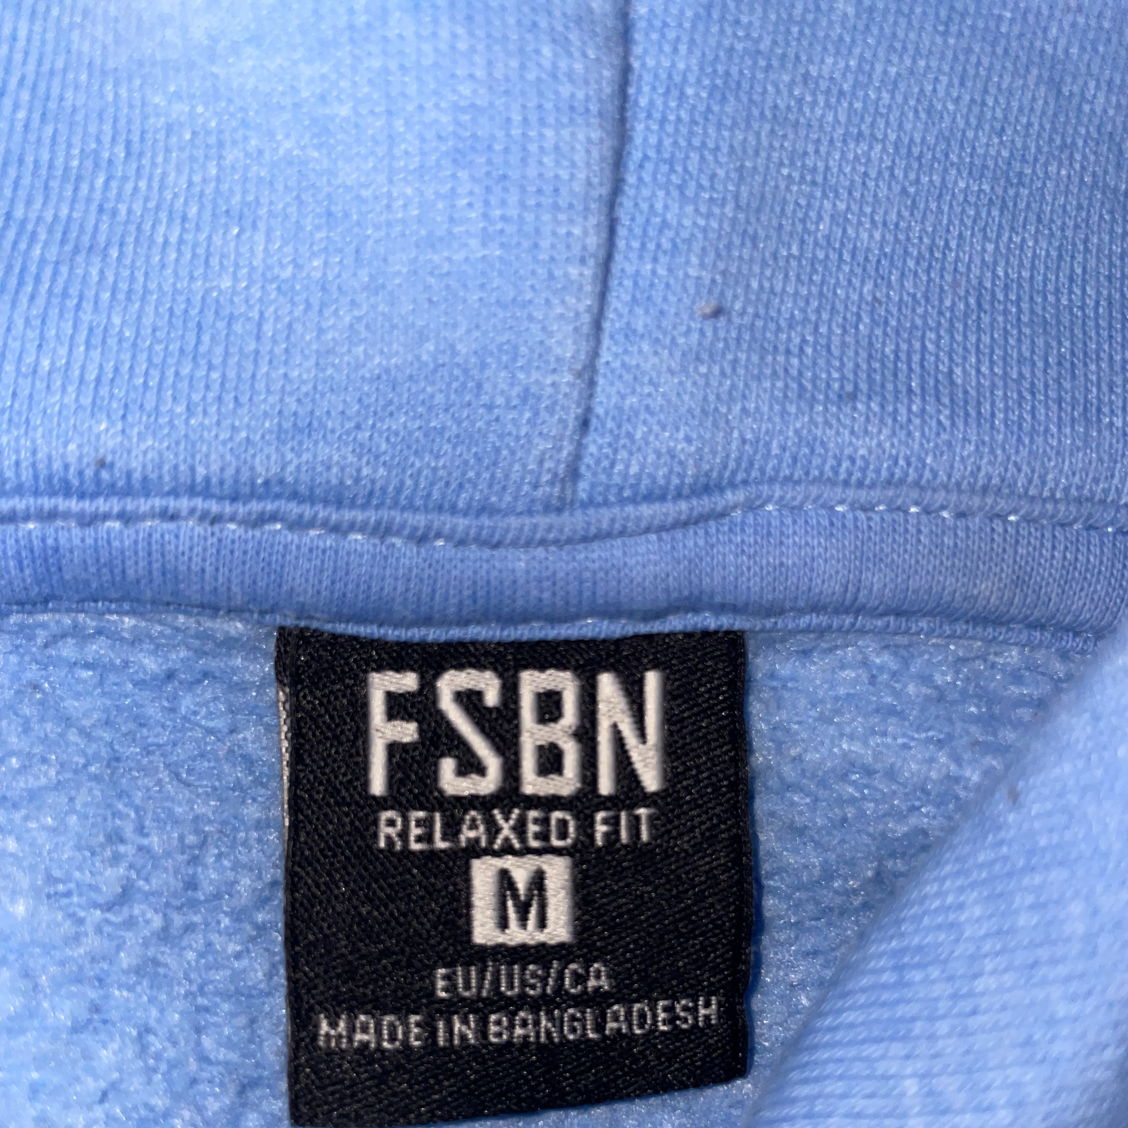 FSBN
RELAXED FIT
M
EU/US/CA
MADE IN BANGLADESH